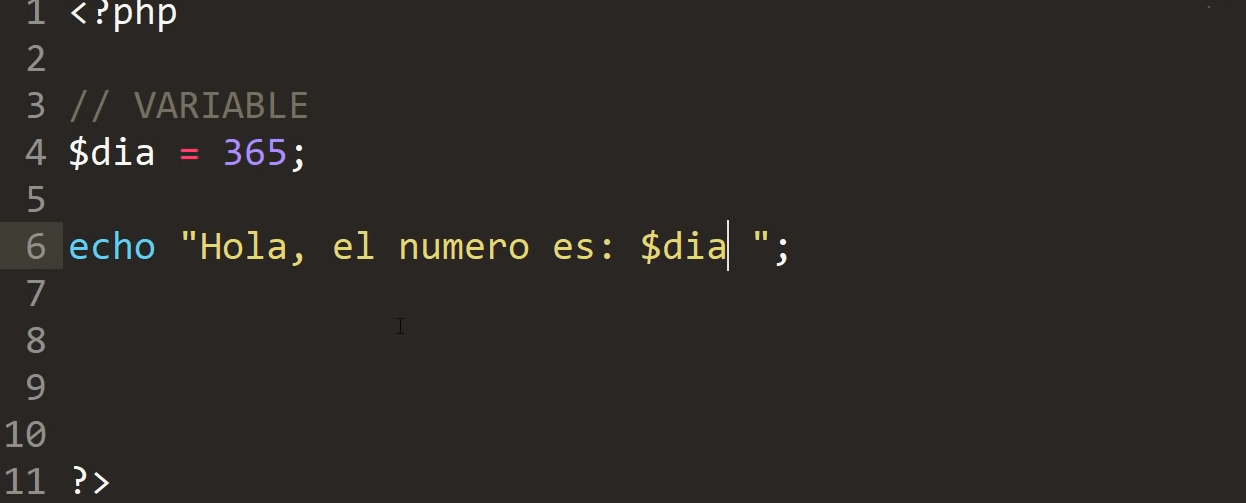 1 <?php
2
3 // VARIABLE
4 $dia = 365;
5
6 echo "Hola, el numero es: $dia ";
7
8
9
10
11 ?>